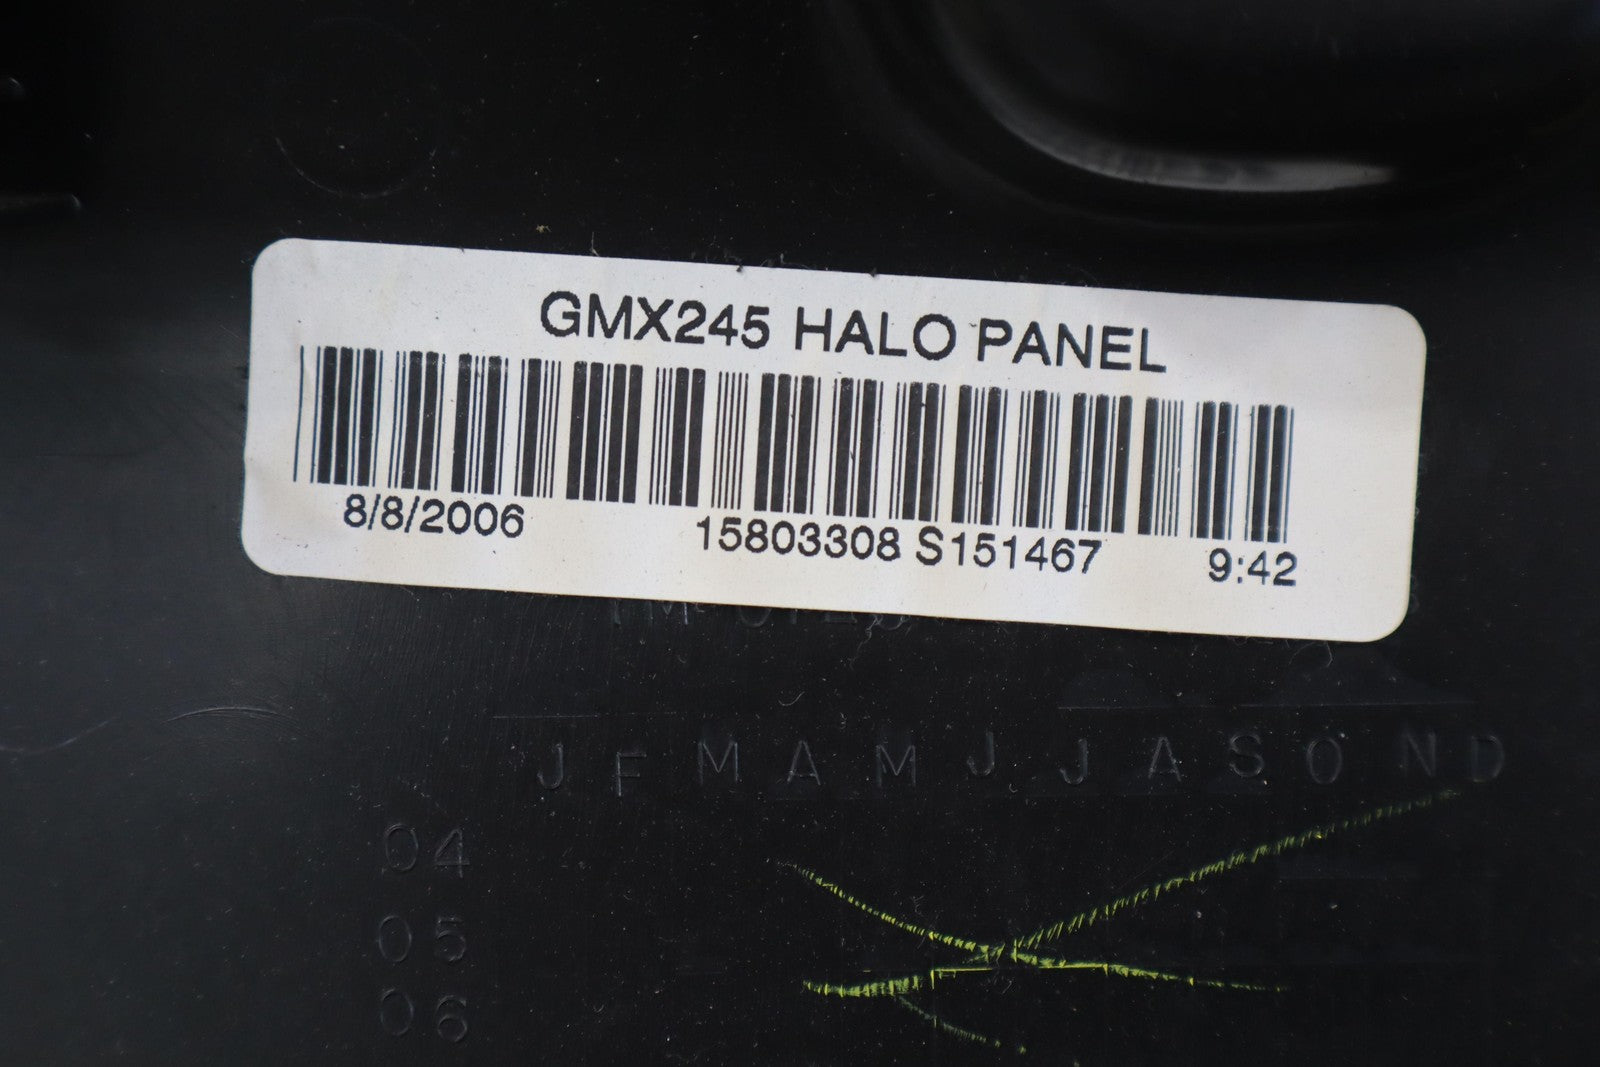 GMX245 HALO PANEL
8/8/2006 15803308 S151467 9:42
J F M A M J J A S O N D
04
05
06